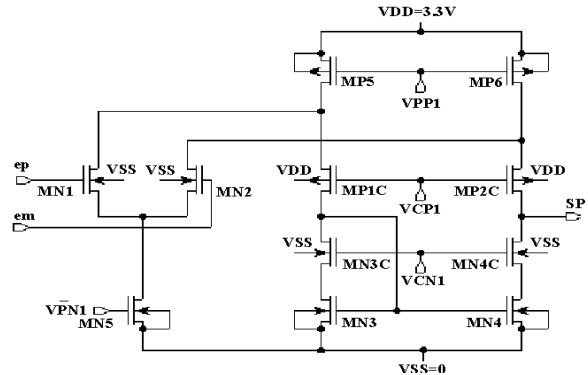 VDD=3.3V
MP5
MP6
VPP1
ep
VSS
VSS
MN1
MN2
VDD
MP1C
MP2C
VDD
em
VCP1
SP
VSS
MN3C
MN4C
VSS
VCN1
VPN1
MN5
MN3
MN4
VSS=0